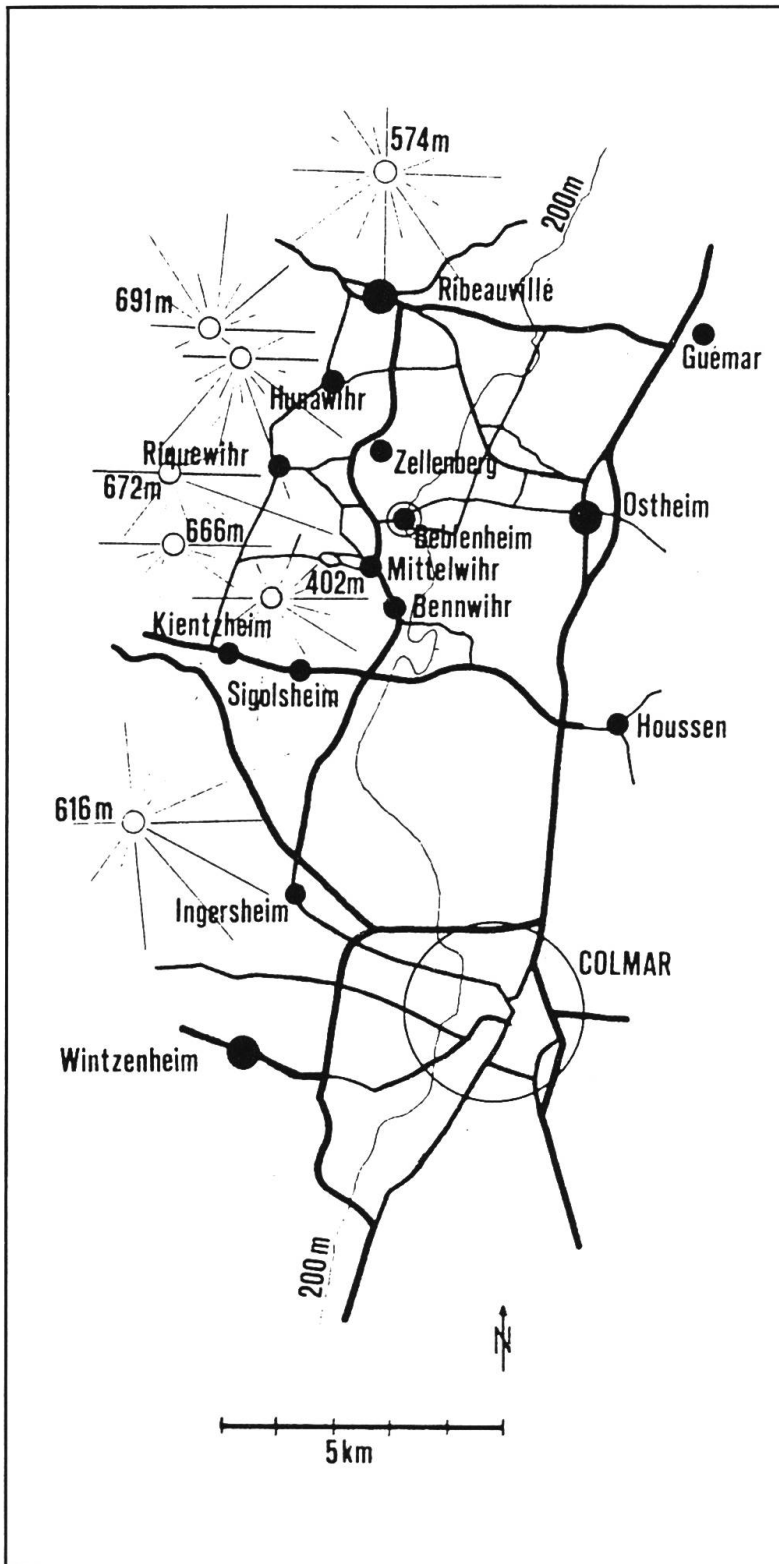 574m
200m
Ribeauvillé
691m
Guémar
Hunawihr
Riquewihr
Zellenberg
672m
Ostheim
666m
Beblenheim
Mittelwihr
402m
Bennwihr
Kientzheim
Sigolsheim
Houssen
616m
Ingersheim
COLMAR
Wintzenheim
200m
N
5km